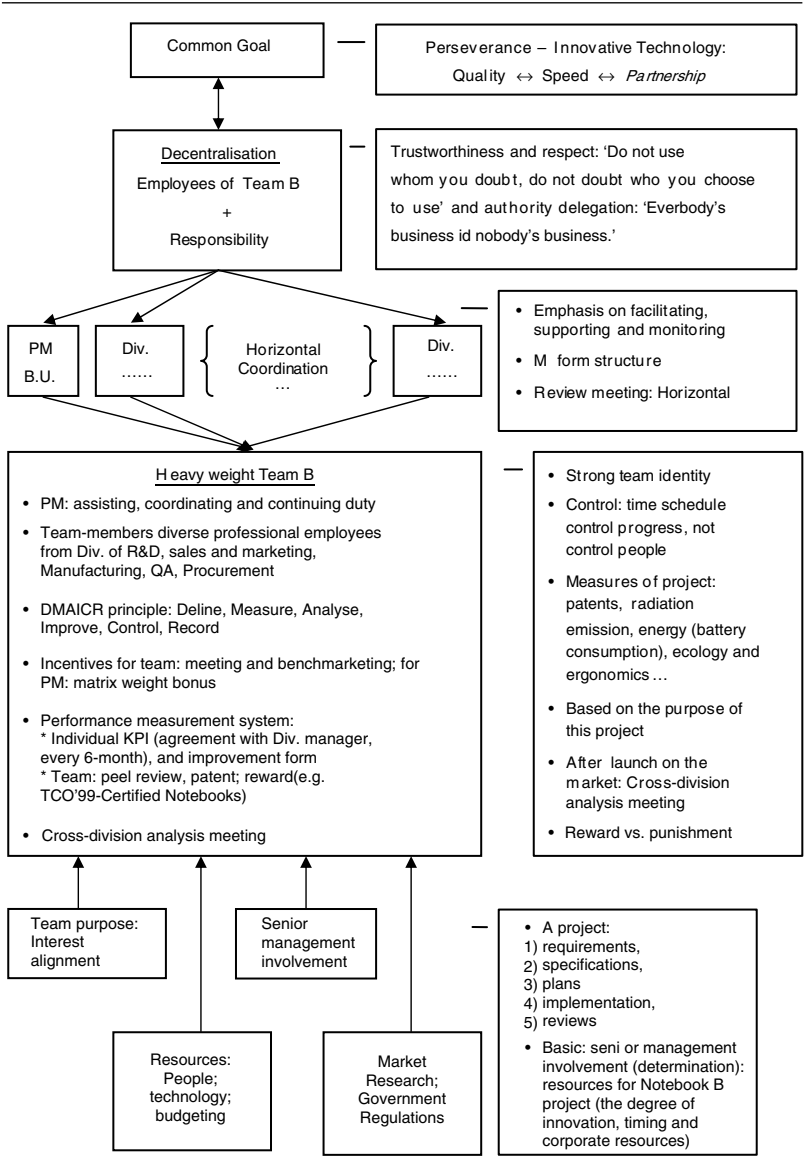 Common Goal
Perseverance – Innovative Technology:
Quality ↔ Speed ↔ Partnership
Decentralisation
Employees of Team B
+
Responsibility
Trustworthiness and respect: ‘Do not use
whom you doubt, do not doubt who you choose
to use’ and authority delegation: ‘Everbody’s
business id nobody’s business.’
PM
B.U.
Div.
......
Horizontal
Coordination
...
Div.
......
• Emphasis on facilitating,
supporting and monitoring
• M form structure
• Review meeting: Horizontal
Heavy weight Team B
• PM: assisting, coordinating and continuing duty
• Team-members diverse professional employees
from Div. of R&D, sales and marketing,
Manufacturing, QA, Procurement
• DMAICR principle: Deline, Measure, Analyse,
Improve, Control, Record
• Incentives for team: meeting and benchmarketing; for
PM: matrix weight bonus
• Performance measurement system:
* Individual KPI (agreement with Div. manager,
every 6-month), and improvement form
* Team: peel review, patent; reward(e.g.
TCO’99-Certified Notebooks)
• Cross-division analysis meeting
• Strong team identity
• Control: time schedule
control progress, not
control people
• Measures of project:
patents, radiation
emission, energy (battery
consumption), ecology and
ergonomics ...
• Based on the purpose of
this project
• After launch on the
market: Cross-division
analysis meeting
• Reward vs. punishment
Team purpose:
Interest
alignment
Senior
management
involvement
Resources:
People;
technology;
budgeting
Market
Research;
Government
Regulations
• A project:
1) requirements,
2) specifications,
3) plans
4) implementation,
5) reviews
• Basic: seni or management
involvement (determination):
resources for Notebook B
project (the degree of
innovation, timing and
corporate resources)